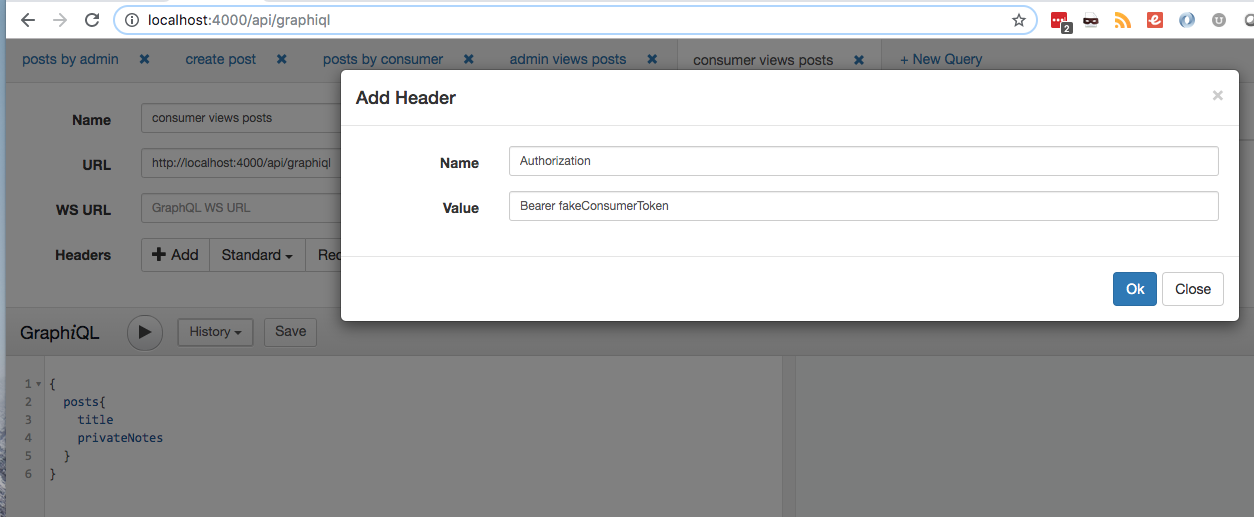 localhost:4000/api/graphiql
2
posts by admin ✖ create post ✖ posts by consumer ✖ admin views posts ✖ consumer views posts ✖ + New Query
Add Header ×
Name consumer views posts
Name Authorization
URL http://localhost:4000/api/graphiql
Value Bearer fakeConsumerToken
WS URL GraphQL WS URL
Headers + Add Standard Rec
Ok Close
GraphiQL History Save
1 {
2 posts{
3 title
4 privateNotes
5 }
6 }